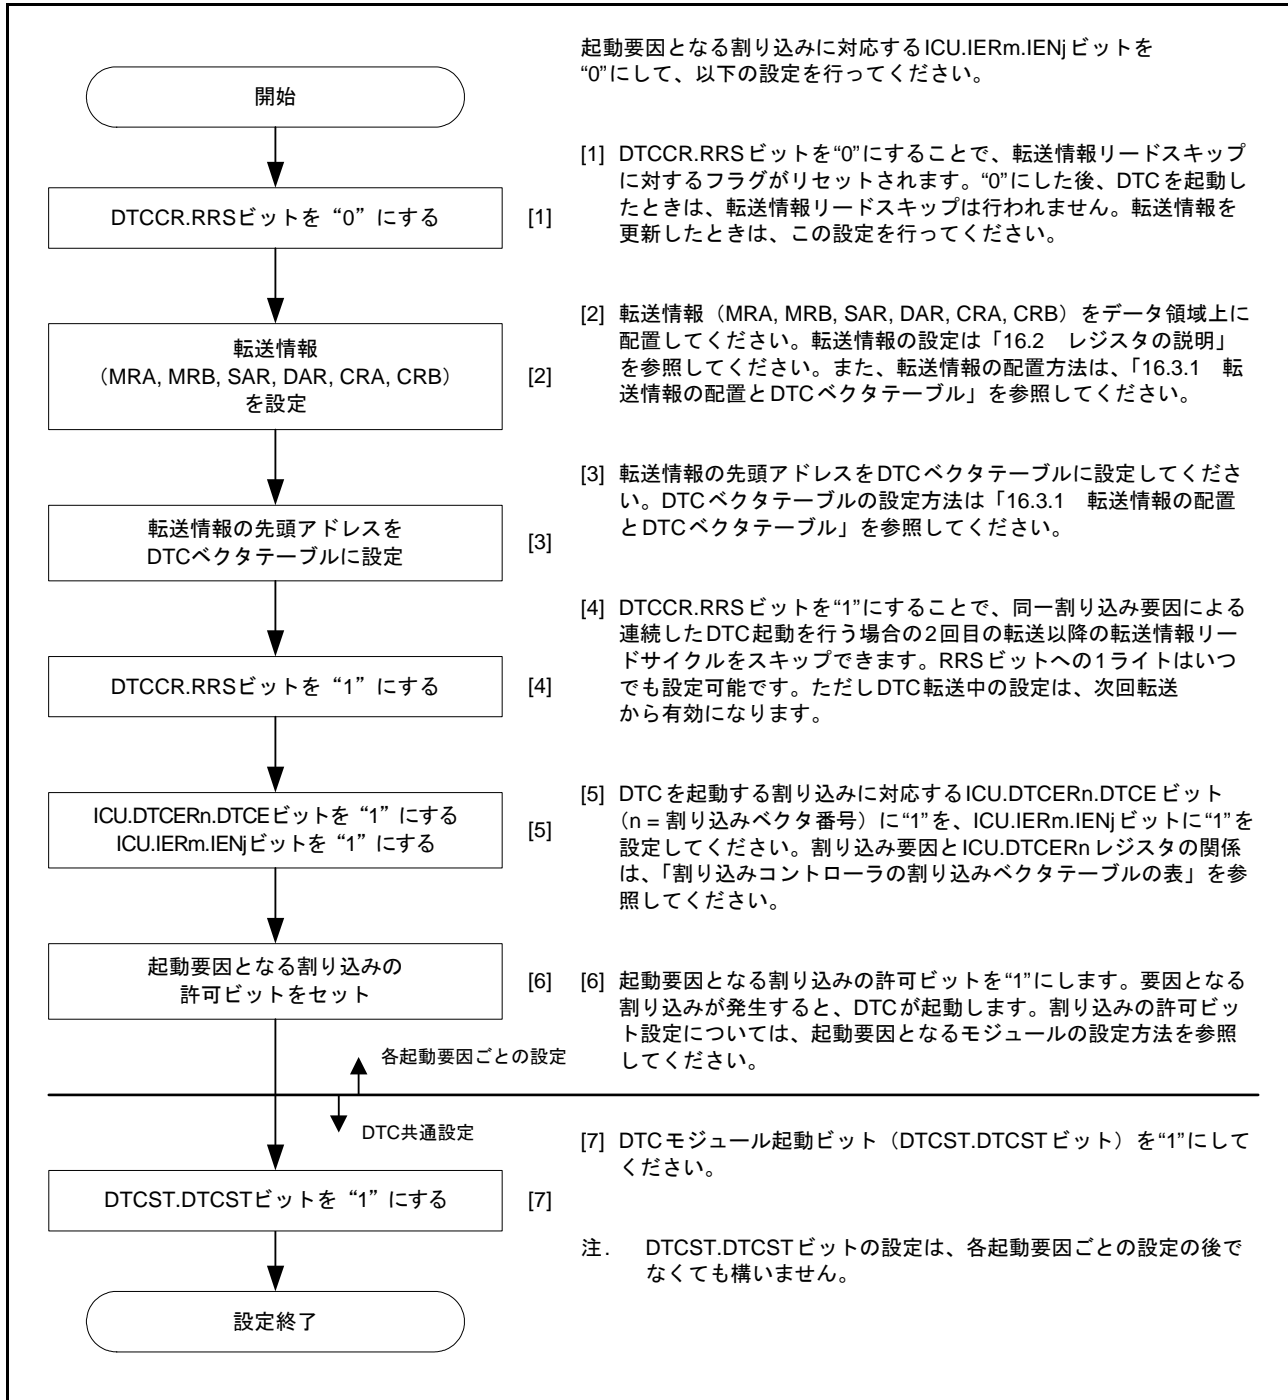 開始
DTCCR.RRSビットを“0”にする
[1]
転送情報
（MRA, MRB, SAR, DAR, CRA, CRB）
を設定
[2]
転送情報の先頭アドレスを
DTCベクタテーブルに設定
[3]
DTCCR.RRSビットを“1”にする
[4]
ICU.DTCERn.DTCEビットを“1”にする
ICU.IERm.IENjビットを“1”にする
[5]
起動要因となる割り込みの
許可ビットをセット
[6]
各起動要因ごとの設定
DTC共通設定
DTCST.DTCSTビットを“1”にする
[7]
設定終了
起動要因となる割り込みに対応するICU.IERm.IENjビットを
“0”にして、以下の設定を行ってください。
[1] DTCCR.RRSビットを“0”にすることで、転送情報リードスキップ
に対するフラグがリセットされます。“0”にした後、DTCを起動し
たときは、転送情報リードスキップは行われません。転送情報を
更新したときは、この設定を行ってください。
[2] 転送情報（MRA, MRB, SAR, DAR, CRA, CRB）をデータ領域上に
配置してください。転送情報の設定は「16.2　レジスタの説明」
を参照してください。また、転送情報の配置方法は、「16.3.1　転
送情報の配置とDTCベクタテーブル」を参照してください。
[3] 転送情報の先頭アドレスをDTCベクタテーブルに設定してくださ
い。DTCベクタテーブルの設定方法は「16.3.1　転送情報の配置
とDTCベクタテーブル」を参照してください。
[4] DTCCR.RRSビットを“1”にすることで、同一割り込み要因による
連続したDTC起動を行う場合の2回目の転送以降の転送情報リー
ドサイクルをスキップできます。RRSビットへの1ライトはいつ
でも設定可能です。ただしDTC転送中の設定は、次回転送
から有効になります。
[5] DTCを起動する割り込みに対応するICU.DTCERn.DTCEビット
（n = 割り込みベクタ番号）に“1”を、ICU.IERm.IENjビットに“1”を
設定してください。割り込み要因とICU.DTCERnレジスタの関係
は、「割り込みコントローラの割り込みベクタテーブルの表」を参
照してください。
[6] 起動要因となる割り込みの許可ビットを“1”にします。要因となる
割り込みが発生すると、DTCが起動します。割り込みの許可ビッ
ト設定については、起動要因となるモジュールの設定方法を参照
してください。
[7] DTCモジュール起動ビット（DTCST.DTCSTビット）を“1”にして
ください。
注.　DTCST.DTCSTビットの設定は、各起動要因ごとの設定の後で
なくても構いません。